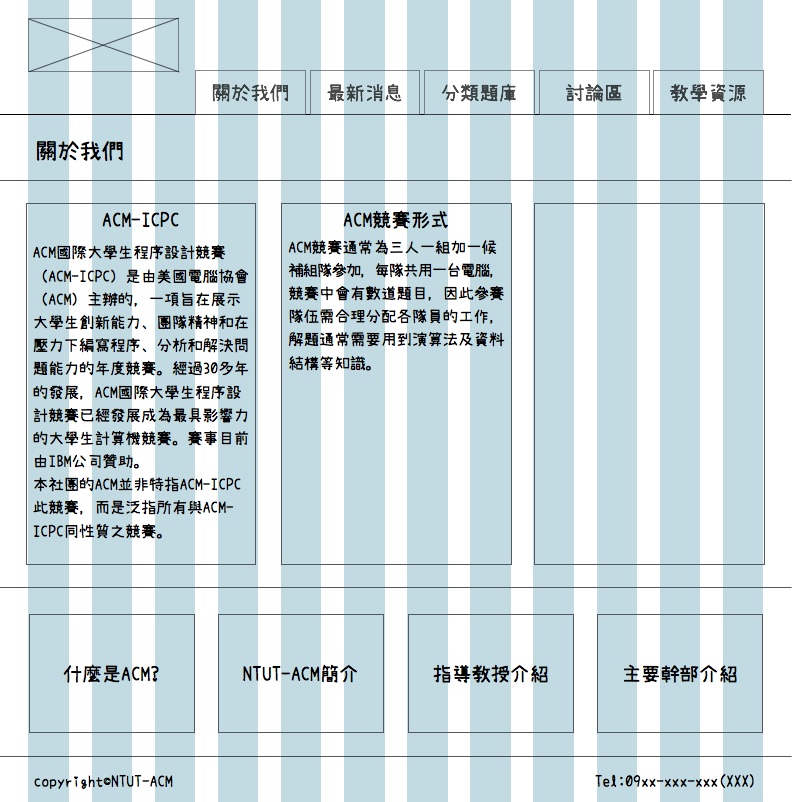 關於我們 最新消息 分類題庫 討論區 教學資源
關於我們
ACM-ICPC
ACM國際大學生程序設計競賽
（ACM-ICPC）是由美國電腦協會
（ACM）主辦的，一項旨在展示
大學生創新能力、團隊精神和在
壓力下編寫程序、分析和解決問
題能力的年度競賽。經過30多年
的發展，ACM國際大學生程序設
計競賽已經發展成為最具影響力
的大學生計算機競賽。賽事目前
由IBM公司贊助。
本社團的ACM並非特指ACM-ICPC
此競賽，而是泛指所有與ACM-
ICPC同性質之競賽。
ACM競賽形式
ACM競賽通常為三人一組加一候
補組隊參加，每隊共用一台電腦，
競賽中會有數道題目，因此參賽
隊伍需合理分配各隊員的工作，
解題通常需要用到演算法及資料
結構等知識。
什麼是ACM? NTUT-ACM簡介 指導教授介紹 主要幹部介紹
copyright©NTUT-ACM Tel:09xx-xxx-xxx(XXX)